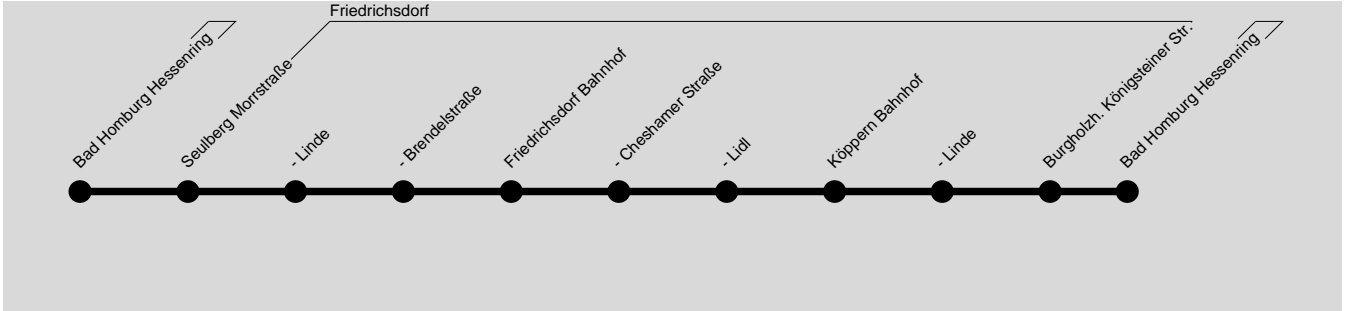 Friedrichsdorf
Bad Homburg Hessenring
Seulberg Morrstraße
- Linde
- Brendelstraße
Friedrichsdorf Bahnhof
- Cheshamer Straße
- Lidl
Köppern Bahnhof
- Linde
Burgholzh. Königsteiner Str.
Bad Homburg Hessenring